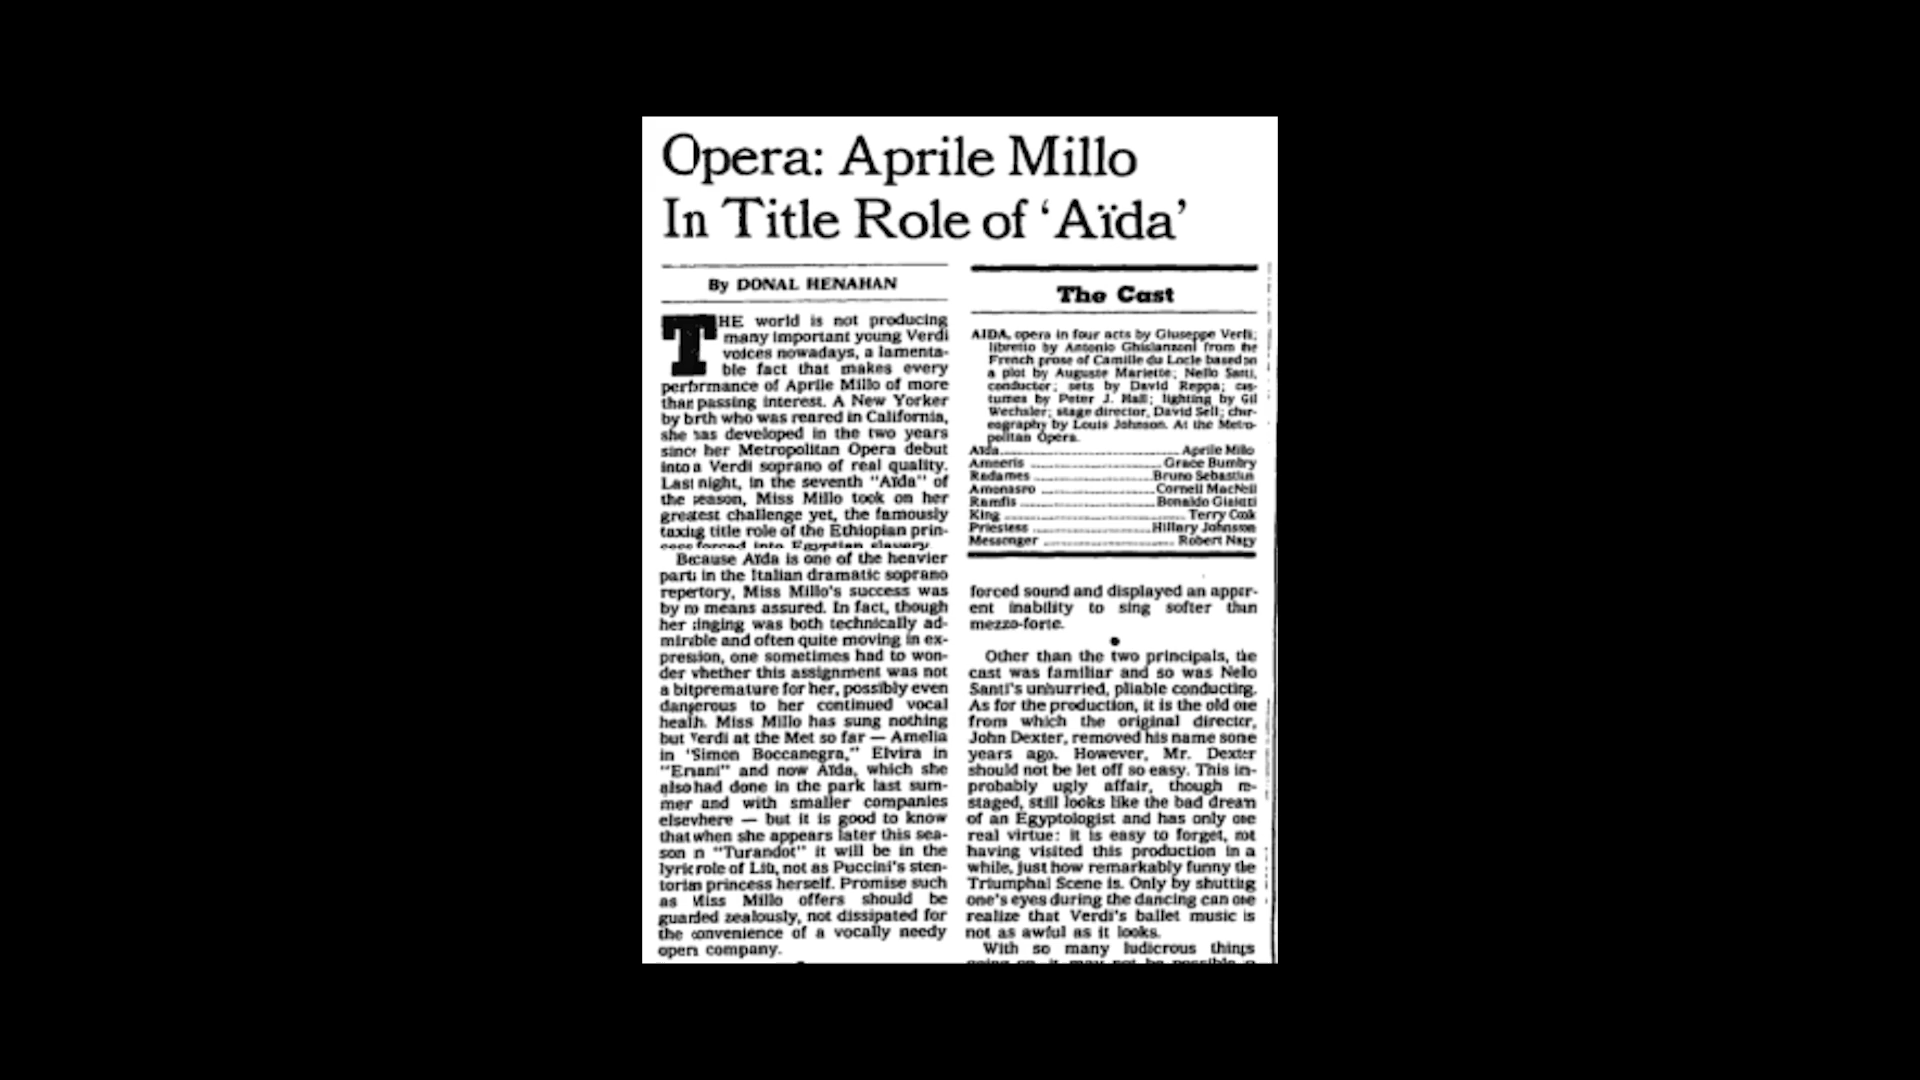 Opera: Aprile Millo
In Title Role of ‘Aïda’
By DONAL HENAHAN
THE world is not producing
many important young Verdi
voices nowadays, a lamenta-
ble fact that makes every
performance of Aprile Millo of more
than passing interest. A New Yorker
by birth who was reared in California,
she has developed in the two years
since her Metropolitan Opera debut
into a Verdi soprano of real quality.
Last night, in the seventh "Aïda" of
the season, Miss Millo took on her
greatest challenge yet, the famously
taxing title role of the Ethiopian prin-
cess forced into Egyptian slavery.
Because Aïda is one of the heavier
parts in the Italian dramatic soprano
repertory, Miss Millo's success was
by no means assured. In fact, though
her singing was both technically ad-
mirable and often quite moving in ex-
pression, one sometimes had to won-
der whether this assignment was not
a bit premature for her, possibly even
dangerous to her continued vocal
health. Miss Millo has sung nothing
but Verdi at the Met so far — Amelia
in "Simon Boccanegra," Elvira in
"Ernani" and now Aïda, which she
also had done in the park last sum-
mer and with smaller companies
elsewhere — but it is good to know
that when she appears later this sea-
son in "Turandot" it will be in the
lyric role of Liù, not as Puccini's sten-
torian princess herself. Promise such
as Miss Millo offers should be
guarded zealously, not dissipated for
the convenience of a vocally needy
opera company.
The Cast
AIDA, opera in four acts by Giuseppe Verdi;
libretto by Antonio Ghislanzoni from the
French prose of Camille du Locle based on
a plot by Auguste Mariette; Nello Santi,
conductor; sets by David Reppa; cos-
tumes by Peter J. Hall; lighting by Gil
Wechsler; stage director, David Sell; chor-
eography by Louis Johnson. At the Metro-
politan Opera.
Aïda ........ Aprile Millo
Amneris ........ Grace Bumbry
Radames ........ Bruno Sebastian
Amonasro ........ Cornell MacNeil
Ramfis ........ Bonaldo Giaiotti
King ........ Terry Cook
Priestess ........ Hillary Johnsson
Messenger ........ Robert Nagy
forced sound and displayed an appar-
ent inability to sing softer than
mezzo-forte.
Other than the two principals, the
cast was familiar and so was Nello
Santi's unhurried, pliable conducting.
As for the production, it is the old one
from which the original director,
John Dexter, removed his name some
years ago. However, Mr. Dexter
should not be let off so easy. This im-
probably ugly affair, though re-
staged, still looks like the bad dream
of an Egyptologist and has only one
real virtue: it is easy to forget, not
having visited this production in a
while, just how remarkably funny the
Triumphal Scene is. Only by shutting
one's eyes during the dancing can one
realize that Verdi's ballet music is
not as awful as it looks.
With so many ludicrous things
going on, it may not be possible